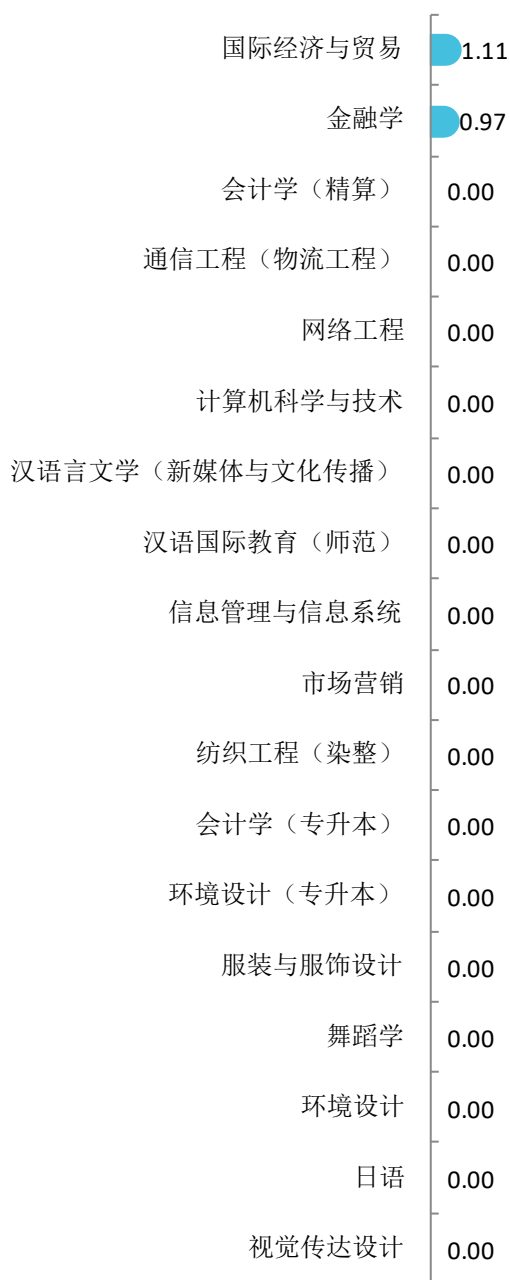 国际经济与贸易 1.11
金融学 0.97
会计学（精算） 0.00
通信工程（物流工程） 0.00
网络工程 0.00
计算机科学与技术 0.00
汉语言文学（新媒体与文化传播） 0.00
汉语国际教育（师范） 0.00
信息管理与信息系统 0.00
市场营销 0.00
纺织工程（染整） 0.00
会计学（专升本） 0.00
环境设计（专升本） 0.00
服装与服饰设计 0.00
舞蹈学 0.00
环境设计 0.00
日语 0.00
视觉传达设计 0.00